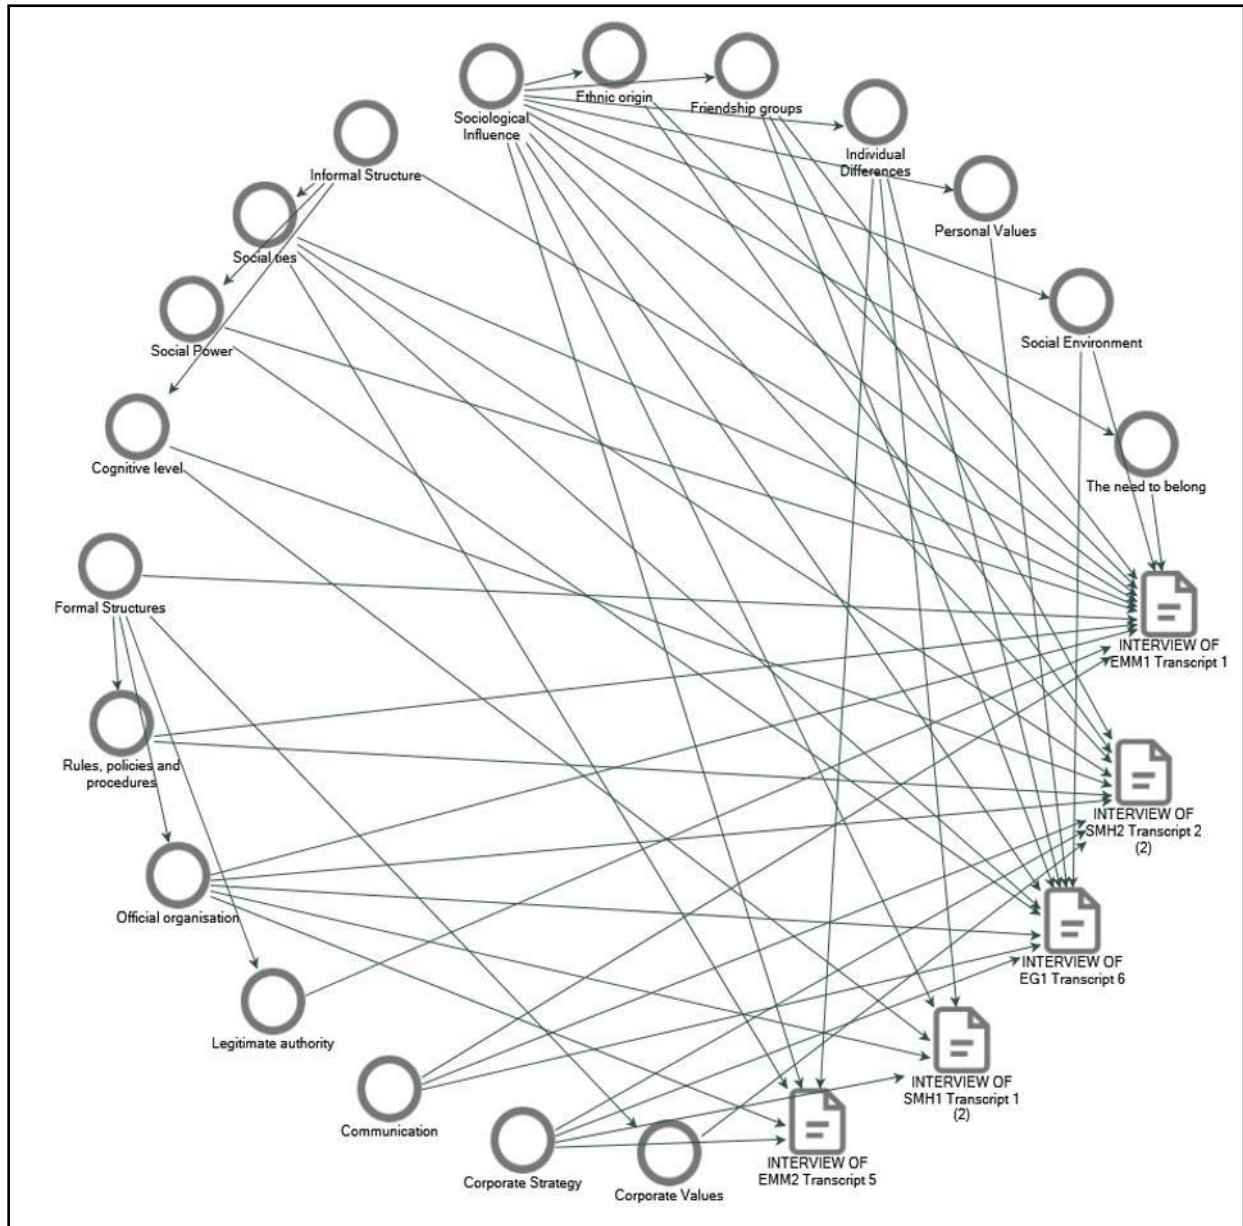 Ethnic origin
Friendship groups
Sociological
Influence
Individual
Differences
Informal Structure
Personal Values
Social ties
Social Environment
Social Power
Cognitive level
The need to belong
Formal Structures
INTERVIEW OF
EMM1 Transcript 1
Rules, policies and
procedures
INTERVIEW OF
SMH2 Transcript 2
(2)
Official organisation
INTERVIEW OF
EG1 Transcript 6
Legitimate authority
INTERVIEW OF
SMH1 Transcript 1
(2)
Communication
INTERVIEW OF
EMM2 Transcript 5
Corporate Strategy
Corporate Values